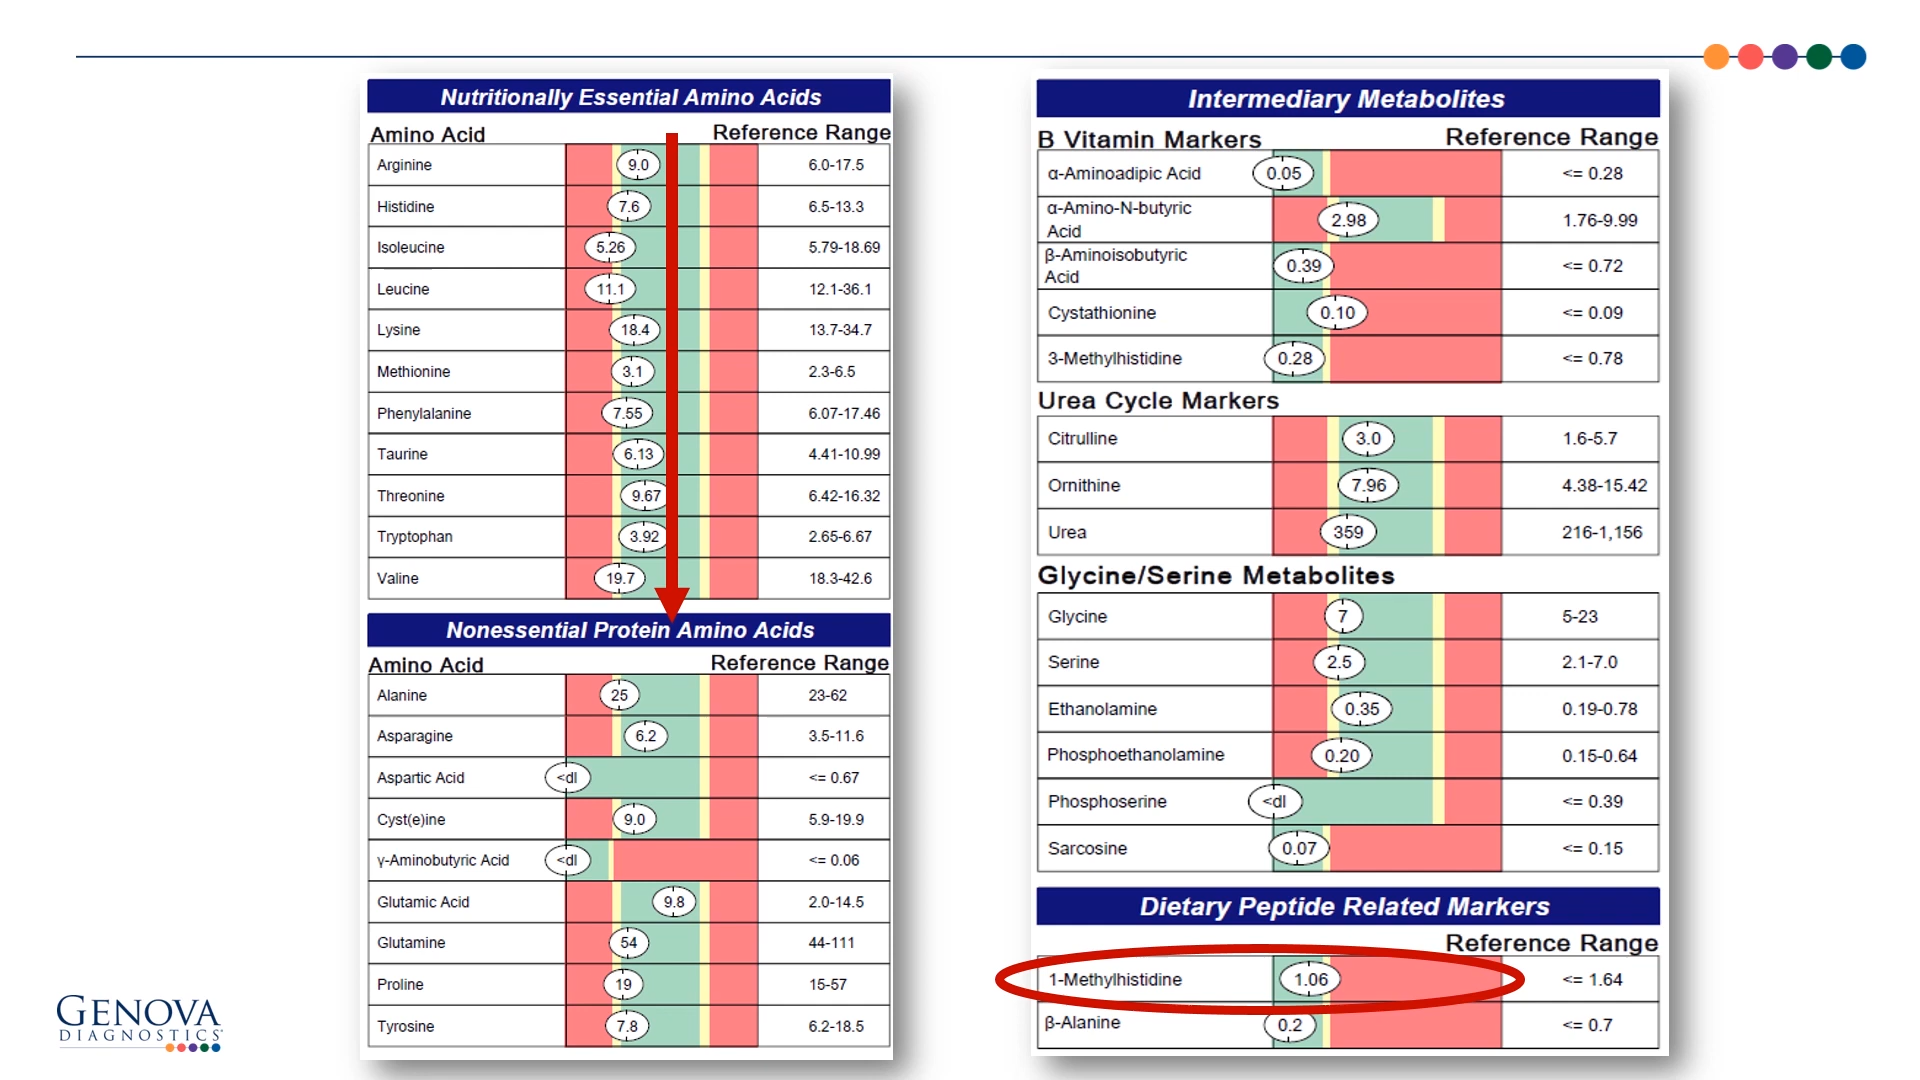 Nutritionally Essential Amino Acids
Amino Acid Reference Range
Arginine 9.0 6.0-17.5
Histidine 7.6 6.5-13.3
Isoleucine 5.26 5.79-18.69
Leucine 11.1 12.1-36.1
Lysine 18.4 13.7-34.7
Methionine 3.1 2.3-6.5
Phenylalanine 7.55 6.07-17.46
Taurine 6.13 4.41-10.99
Threonine 9.67 6.42-16.32
Tryptophan 3.92 2.65-6.67
Valine 19.7 18.3-42.6
Nonessential Protein Amino Acids
Amino Acid Reference Range
Alanine 25 23-62
Asparagine 6.2 3.5-11.6
Aspartic Acid <dl <= 0.67
Cyst(e)ine 9.0 5.9-19.9
γ-Aminobutyric Acid <dl <= 0.06
Glutamic Acid 9.8 2.0-14.5
Glutamine 54 44-111
Proline 19 15-57
Tyrosine 7.8 6.2-18.5
Intermediary Metabolites
B Vitamin Markers Reference Range
α-Aminoadipic Acid 0.05 <= 0.28
α-Amino-N-butyric
Acid 2.98 1.76-9.99
β-Aminoisobutyric
Acid 0.39 <= 0.72
Cystathionine 0.10 <= 0.09
3-Methylhistidine 0.28 <= 0.78
Urea Cycle Markers
Citrulline 3.0 1.6-5.7
Ornithine 7.96 4.38-15.42
Urea 359 216-1,156
Glycine/Serine Metabolites
Glycine 7 5-23
Serine 2.5 2.1-7.0
Ethanolamine 0.35 0.19-0.78
Phosphoethanolamine 0.20 0.15-0.64
Phosphoserine <dl <= 0.39
Sarcosine 0.07 <= 0.15
Dietary Peptide Related Markers
Reference Range
1-Methylhistidine 1.06 <= 1.64
β-Alanine 0.2 <= 0.7
GENOVA
DIAGNOSTICS